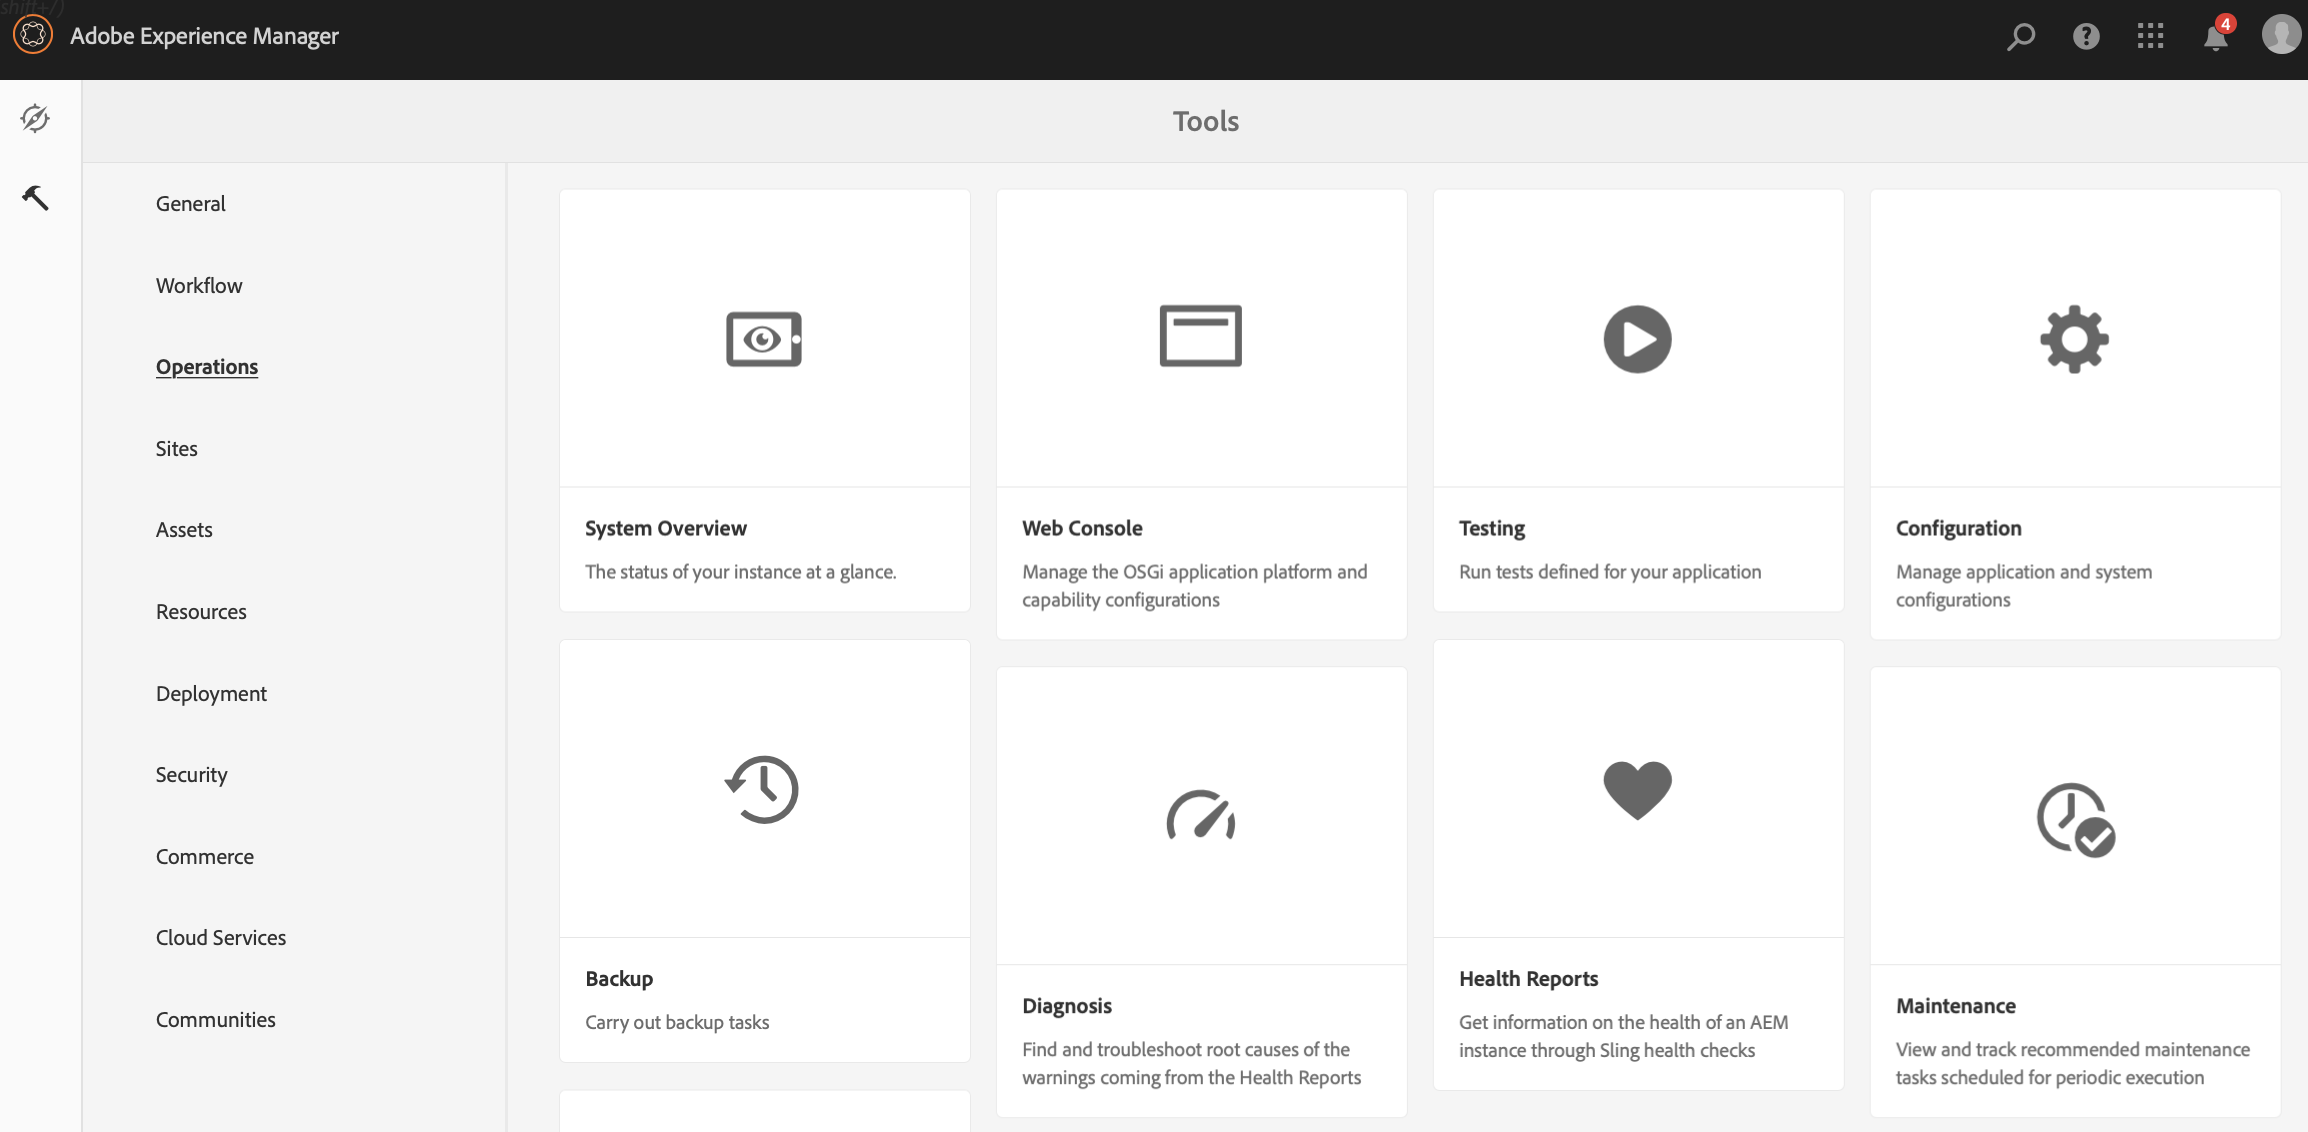 shift+/)
Adobe Experience Manager
4
Tools
General
Workflow
Operations
Sites
Assets
Resources
Deployment
Security
Commerce
Cloud Services
Communities
System Overview
The status of your instance at a glance.
Web Console
Manage the OSGi application platform and
capability configurations
Testing
Run tests defined for your application
Configuration
Manage application and system
configurations
Backup
Carry out backup tasks
Diagnosis
Find and troubleshoot root causes of the
warnings coming from the Health Reports
Health Reports
Get information on the health of an AEM
instance through Sling health checks
Maintenance
View and track recommended maintenance
tasks scheduled for periodic execution